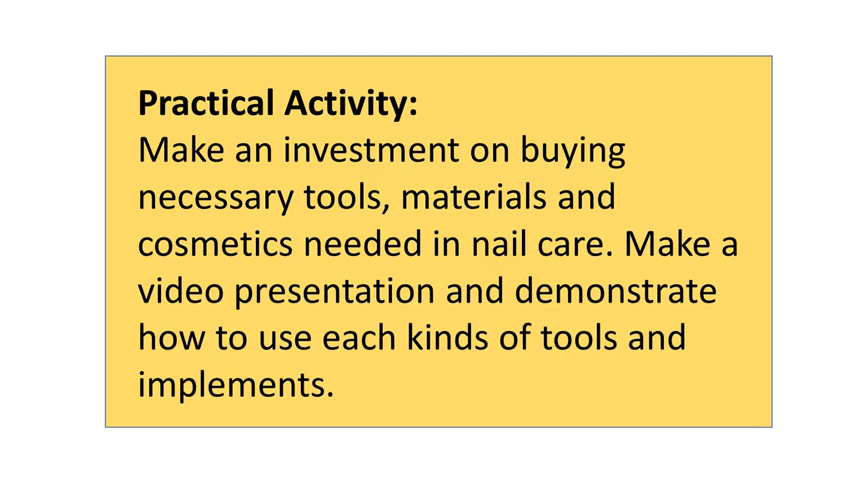 Practical Activity:
Make an investment on buying
necessary tools, materials and
cosmetics needed in nail care. Make a
video presentation and demonstrate
how to use each kinds of tools and
implements.